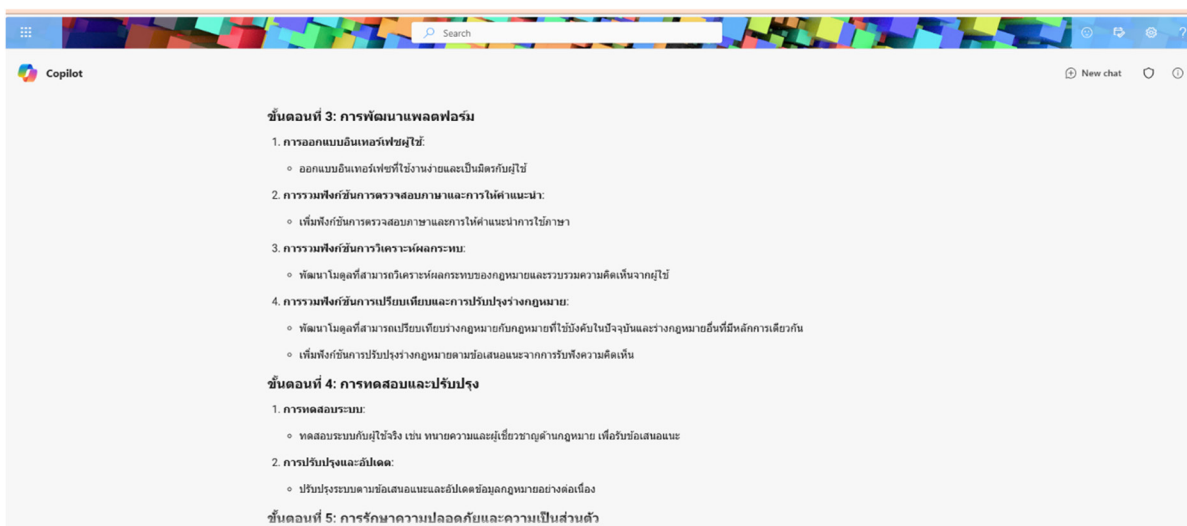 Search
Copilot
New chat
ขั้นตอนที่ 3: การพัฒนาแพลตฟอร์ม
1. การออกแบบอินเทอร์เฟซผู้ใช้:
ออกแบบอินเทอร์เฟซที่ใช้งานง่ายและเป็นมิตรกับผู้ใช้
2. การรวมฟังก์ชันการตรวจสอบภาษาและการให้คำแนะนำ:
เพิ่มฟังก์ชันการตรวจสอบภาษาและการให้คำแนะนำการใช้ภาษา
3. การรวมฟังก์ชันการวิเคราะห์ผลกระทบ:
พัฒนาโมดูลที่สามารถวิเคราะห์ผลกระทบของกฎหมายและรวบรวมความคิดเห็นจากผู้ใช้
4. การรวมฟังก์ชันการเปรียบเทียบและการปรับปรุงร่างกฎหมาย:
พัฒนาโมดูลที่สามารถเปรียบเทียบร่างกฎหมายกับกฎหมายที่ใช้บังคับในปัจจุบันและร่างกฎหมายอื่นที่มีหลักการเดียวกัน
เพิ่มฟังก์ชันการปรับปรุงร่างกฎหมายตามข้อเสนอแนะจากการรับฟังความคิดเห็น
ขั้นตอนที่ 4: การทดสอบและปรับปรุง
1. การทดสอบระบบ:
ทดสอบระบบกับผู้ใช้จริง เช่น ทนายความและผู้เชี่ยวชาญด้านกฎหมาย เพื่อรับข้อเสนอแนะ
2. การปรับปรุงและอัปเดต:
ปรับปรุงระบบตามข้อเสนอแนะและอัปเดตข้อมูลกฎหมายอย่างต่อเนื่อง
ขั้นตอนที่ 5: การรักษาความปลอดภัยและความเป็นส่วนตัว